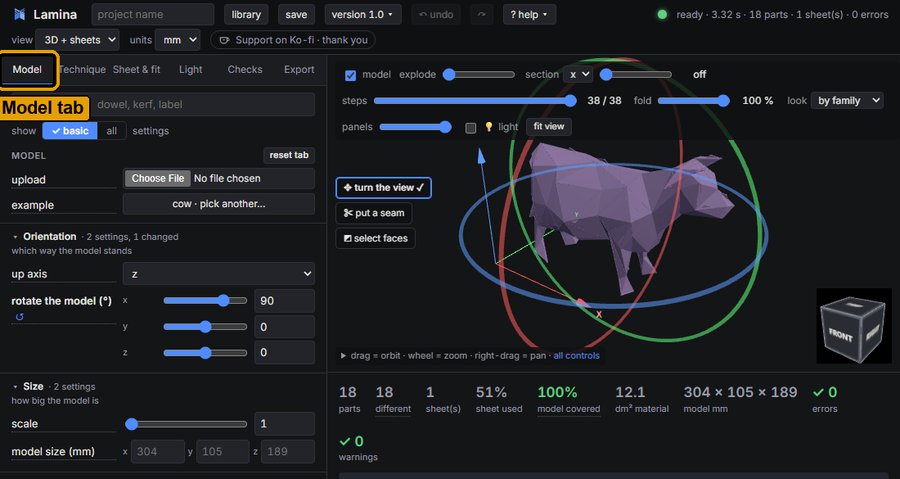 Lamina project name library save version 1.0 undo ? help ready · 3.32 s · 18 parts · 1 sheet(s) · 0 errors
view 3D + sheets units mm Support on Ko-fi · thank you
Model Technique Sheet & fit Light Checks Export
Model tab
dowel, kerf, label
show ✓ basic all settings
MODEL reset tab
upload Choose File No file chosen
example cow · pick another...
Orientation · 2 settings, 1 changed
which way the model stands
up axis z
rotate the model (°) x 90
y 0
z 0
Size · 2 settings
how big the model is
scale 1
model size (mm) x 304 y 105 z 189
model explode section x off
steps 38 / 38 fold 100 % look by family
panels light fit view
turn the view ✓
put a seam
select faces
Y
X
FRONT
drag = orbit · wheel = zoom · right-drag = pan · all controls
18 18 1 51% 100% 12.1 304 × 105 × 189 ✓ 0
parts different sheet(s) sheet used model covered dm² material model mm errors
✓ 0
warnings